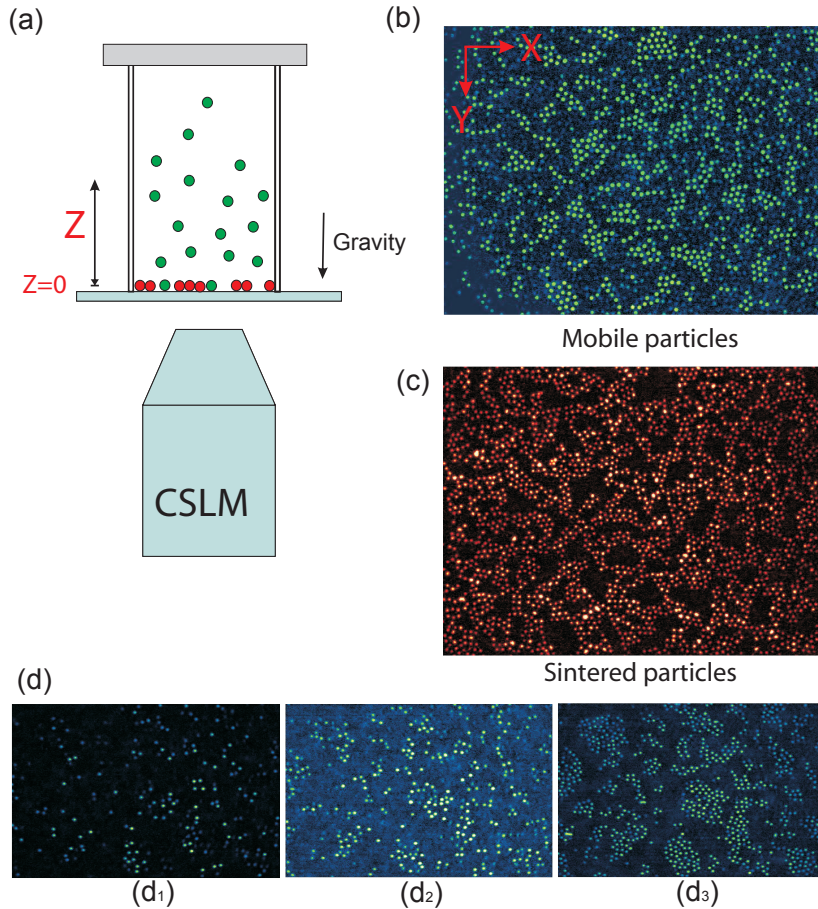 (a)
Z
Z=0
Gravity
CSLM
(b)
X
Y
Mobile particles
(c)
Sintered particles
(d)
(d1)
(d2)
(d3)